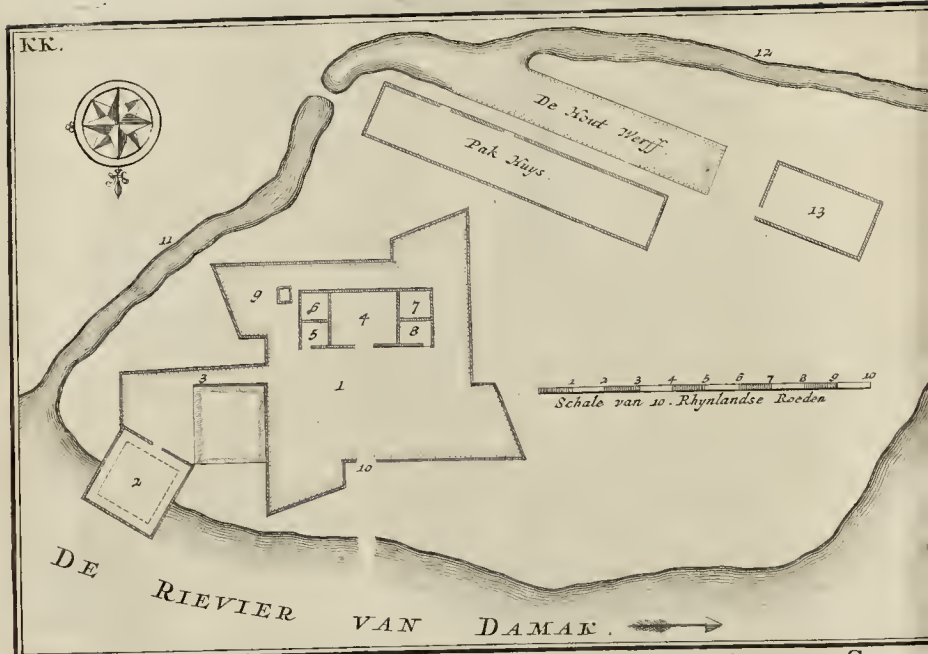 KK.
12
De Hout Werff.
Pak Huys.
13
11
9
6
7
4
5
8
1
3
1 2 3 4 5 6 7 8 9 10
Schale van 10. Rhynlandse Roeden
10
2
DE RIEVIER VAN DAMAK.